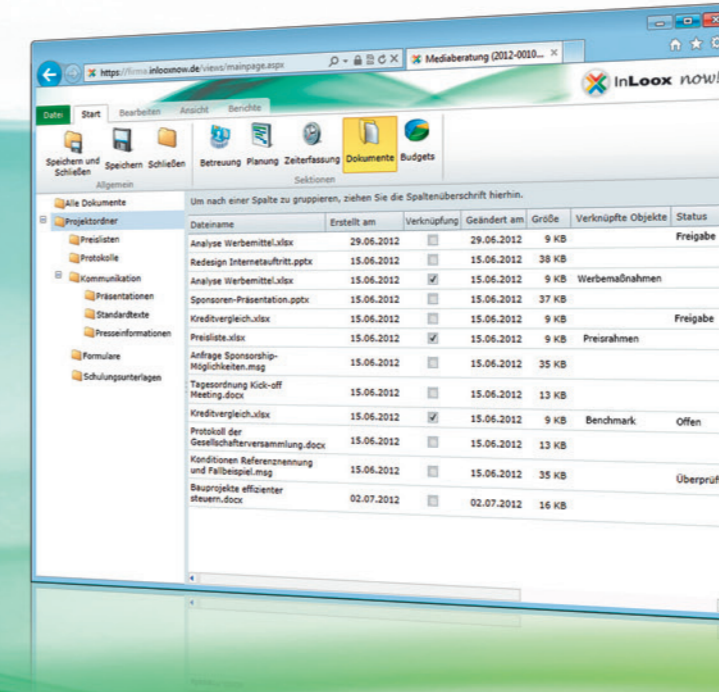 https://firma.inlooxnow.de/views/mainpage.aspx
Mediaberatung (2012-0010...
InLoox now!
Datei Start Bearbeiten Ansicht Berichte
Speichern und Schließen Speichern Schließen Betreuung Planung Zeiterfassung Dokumente Budgets
Allgemein Sektionen
Alle Dokumente
Projektordner
Preislisten
Protokolle
Kommunikation
Präsentationen
Standardtexte
Presseinformationen
Formulare
Schulungsunterlagen
Um nach einer Spalte zu gruppieren, ziehen Sie die Spaltenüberschrift hierhin.
Dateiname Erstellt am Verknüpfung Geändert am Größe Verknüpfte Objekte Status
Analyse Werbemittel.xlsx 29.06.2012 29.06.2012 9 KB Freigabe
Redesign Internetauftritt.pptx 15.06.2012 15.06.2012 38 KB
Analyse Werbemittel.xlsx 15.06.2012 15.06.2012 9 KB Werbemaßnahmen
Sponsoren-Präsentation.pptx 15.06.2012 15.06.2012 37 KB
Kreditvergleich.xlsx 15.06.2012 15.06.2012 9 KB Freigabe
Preisliste.xlsx 15.06.2012 15.06.2012 9 KB Preisrahmen
Anfrage Sponsorship-
Möglichkeiten.msg 15.06.2012 15.06.2012 35 KB
Tagesordnung Kick-off
Meeting.docx 15.06.2012 15.06.2012 13 KB
Kreditvergleich.xlsx 15.06.2012 15.06.2012 9 KB Benchmark Offen
Protokoll der
Gesellschafterversammlung.docx 15.06.2012 15.06.2012 13 KB
Konditionen Referenznennung
und Fallbeispiel.msg 15.06.2012 15.06.2012 35 KB Überprüf
Bauprojekte effizienter
steuern.docx 02.07.2012 02.07.2012 16 KB